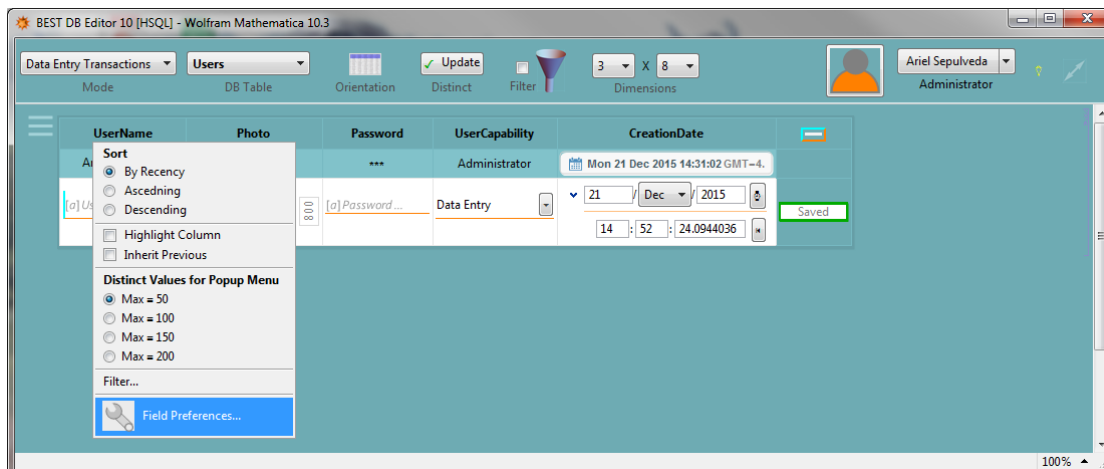 BEST DB Editor 10 [HSQL] - Wolfram Mathematica 10.3
Data Entry Transactions Users Update 3 X 8 Ariel Sepulveda
Mode DB Table Orientation Distinct Filter Dimensions Administrator
UserName Photo Password UserCapability CreationDate
*** Administrator Mon 21 Dec 2015 14:31:02 GMT-4.
[a] [a] Password ... Data Entry 21 / Dec / 2015 Saved
14 : 52 : 24.0944036
Sort
By Recency
Ascedning
Descending
Highlight Column
Inherit Previous
Distinct Values for Popup Menu
Max = 50
Max = 100
Max = 150
Max = 200
Filter...
Field Preferences...
100%